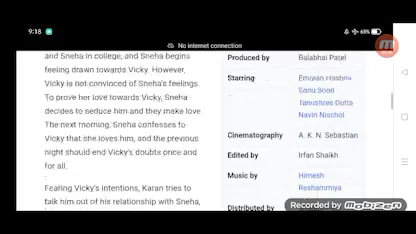 9:18
63%
No internet connection
and Sneha in college, and Sneha begins
feeling drawn towards Vicky. However,
Vicky is not convinced of Sneha's feelings.
To prove her love towards Vicky, Sneha
decides to seduce him and they make love
The next morning, Sneha confesses to
Vicky that she loves him, and the previous
night should end Vicky's doubts once and
for all.
Fearing Vicky's intentions, Karan tries to
talk him out of his relationship with Sneha,
Produced by Balabhai Patel
Starring Emraan Hashmi
Sonu Sood
Tanushree Dutta
Navin Nischol
Cinematography A. K. N. Sebastian
Edited by Irfan Shaikh
Music by Himesh
Reshammiya
Distributed by
Recorded by Mobizen